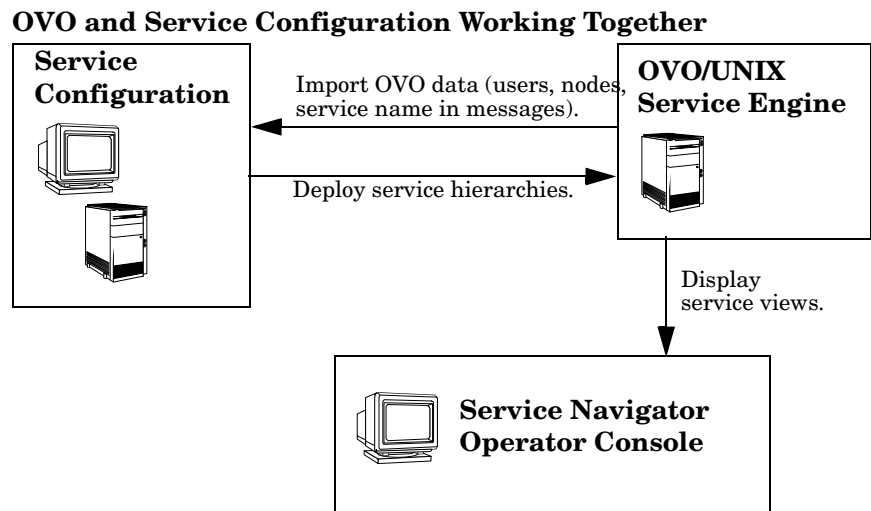 OVO and Service Configuration Working Together
Service
Configuration
Import OVO data (users, nodes,
service name in messages).
OVO/UNIX
Service Engine
Deploy service hierarchies.
Display
service views.
Service Navigator
Operator Console